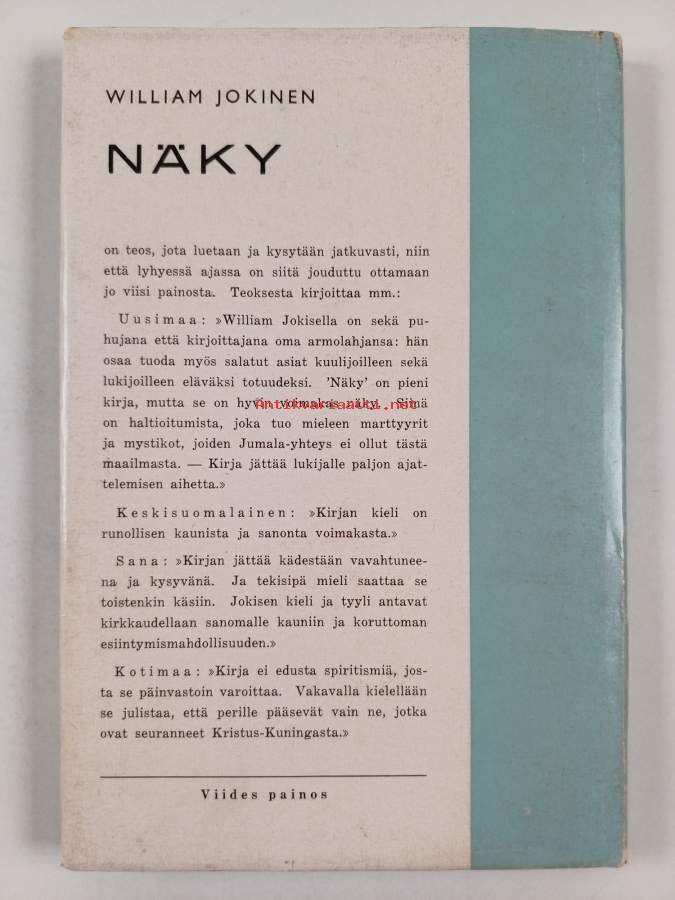 WILLIAM JOKINEN
NÄKY
on teos, jota luetaan ja kysytään jatkuvasti, niin
että lyhyessä ajassa on siitä jouduttu ottamaan
jo viisi painosta. Teoksesta kirjoittaa mm.:
Uusimaa: »William Jokisella on sekä pu-
hujana että kirjoittajana oma armolahjansa: hän
osaa tuoda myös salatut asiat kuulijoilleen sekä
lukijoilleen eläväksi totuudeksi. 'Näky' on pieni
kirja, mutta se on hyvin voimakas näky. Siinä
Antikvariaatti.net
on haltioitumista, joka tuo mieleen marttyyrit
ja mystikot, joiden Jumala-yhteys ei ollut tästä
maailmasta. — Kirja jättää lukijalle paljon ajat-
telemisen aihetta.»
Keskisuomalainen: »Kirjan kieli on
runollisen kaunista ja sanonta voimakasta.»
Sana: »Kirjan jättää kädestään vavahtunee-
na ja kysyvänä. Ja tekisipä mieli saattaa se
toistenkin käsiin. Jokisen kieli ja tyyli antavat
kirkkaudellaan sanomalle kauniin ja koruttoman
esiintymismahdollisuuden.»
Kotimaa: »Kirja ei edusta spiritismiä, jos-
ta se päinvastoin varoittaa. Vakavalla kielellään
se julistaa, että perille pääsevät vain ne, jotka
ovat seuranneet Kristus-Kuningasta.»
Viides painos